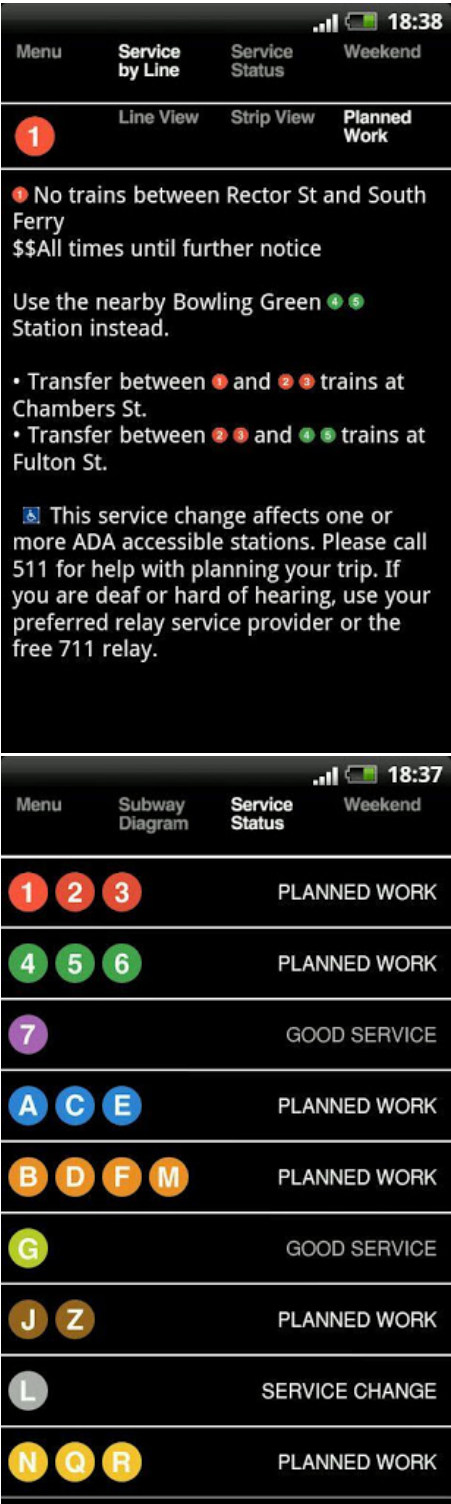 18:38
Menu Service by Line Service Status Weekend
1 Line View Strip View Planned Work
1 No trains between Rector St and South
Ferry
$$All times until further notice
Use the nearby Bowling Green 4 5
Station instead.
• Transfer between 1 and 2 3 trains at
Chambers St.
• Transfer between 2 3 and 4 5 trains at
Fulton St.
This service change affects one or
more ADA accessible stations. Please call
511 for help with planning your trip. If
you are deaf or hard of hearing, use your
preferred relay service provider or the
free 711 relay.
18:37
Menu Subway Diagram Service Status Weekend
1 2 3 PLANNED WORK
4 5 6 PLANNED WORK
7 GOOD SERVICE
A C E PLANNED WORK
B D F M PLANNED WORK
G GOOD SERVICE
J Z PLANNED WORK
L SERVICE CHANGE
N Q R PLANNED WORK